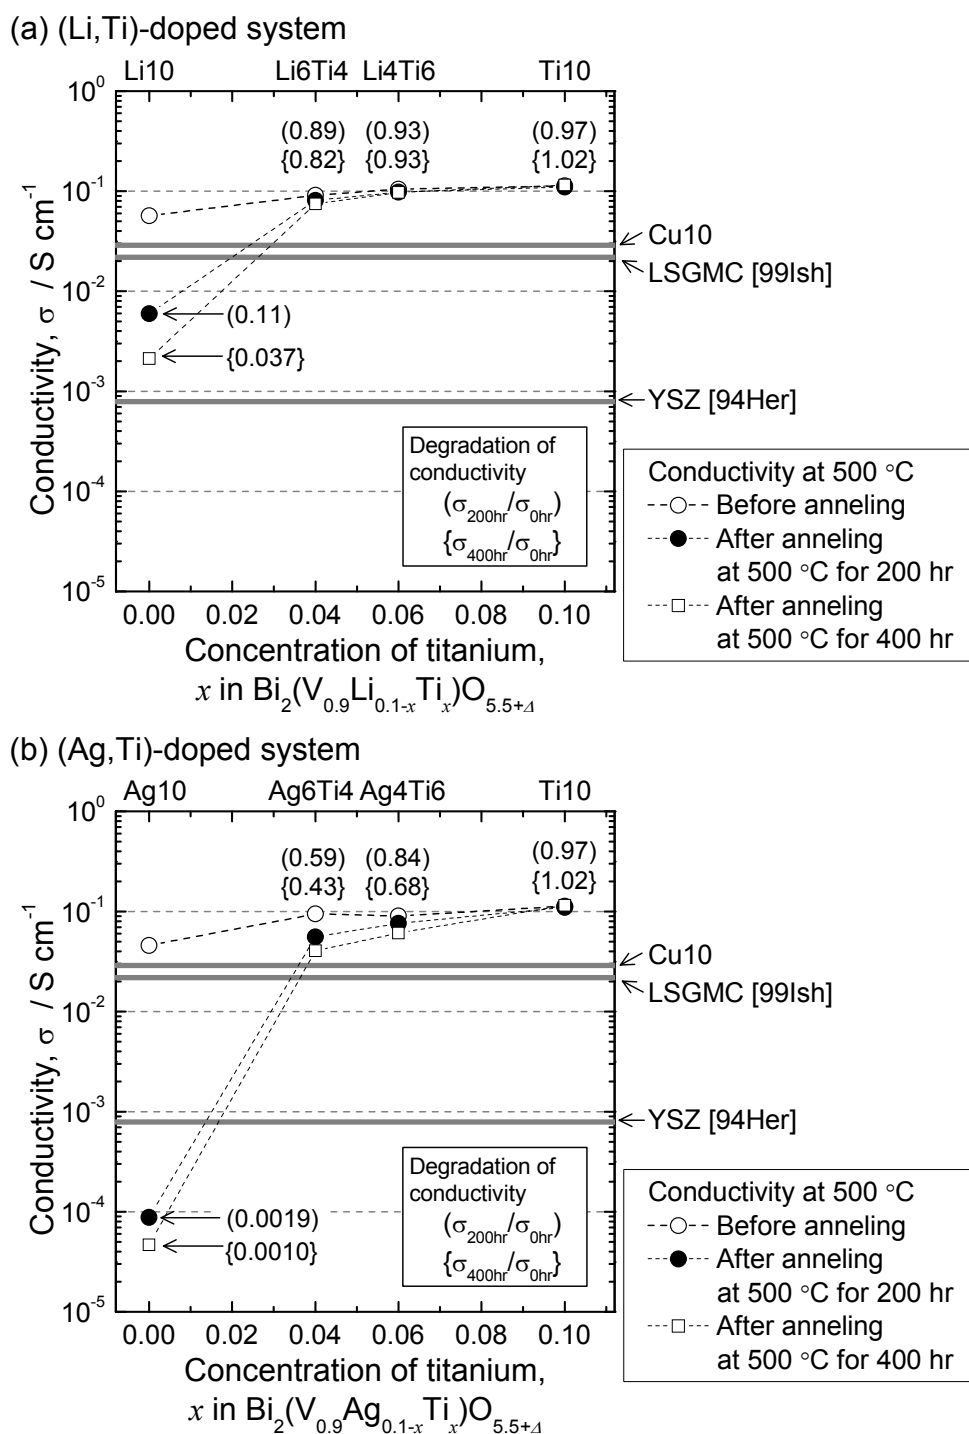 (a) (Li,Ti)-doped system
Li10 Li6Ti4 Li4Ti6 Ti10
10⁰
(0.89) (0.93) (0.97)
{0.82} {0.93} {1.02}
10⁻¹
Cu10
LSGMC [99Ish]
10⁻²
(0.11)
{0.037}
10⁻³
YSZ [94Her]
10⁻⁴
10⁻⁵
Conductivity, σ / S cm⁻¹
Degradation of
conductivity
(σ200hr/σ0hr)
{σ400hr/σ0hr}
Conductivity at 500 °C
Before anneling
After anneling
at 500 °C for 200 hr
After anneling
at 500 °C for 400 hr
0.00 0.02 0.04 0.06 0.08 0.10
Concentration of titanium,
x in Bi₂(V0.9Li0.1-xTix)O5.5+Δ
(b) (Ag,Ti)-doped system
Ag10 Ag6Ti4 Ag4Ti6 Ti10
10⁰
(0.59) (0.84) (0.97)
{0.43} {0.68} {1.02}
10⁻¹
Cu10
LSGMC [99Ish]
10⁻²
10⁻³
YSZ [94Her]
10⁻⁴
(0.0019)
{0.0010}
10⁻⁵
Conductivity, σ / S cm⁻¹
Degradation of
conductivity
(σ200hr/σ0hr)
{σ400hr/σ0hr}
Conductivity at 500 °C
Before anneling
After anneling
at 500 °C for 200 hr
After anneling
at 500 °C for 400 hr
0.00 0.02 0.04 0.06 0.08 0.10
Concentration of titanium,
x in Bi₂(V0.9Ag0.1-xTix)O5.5+Δ